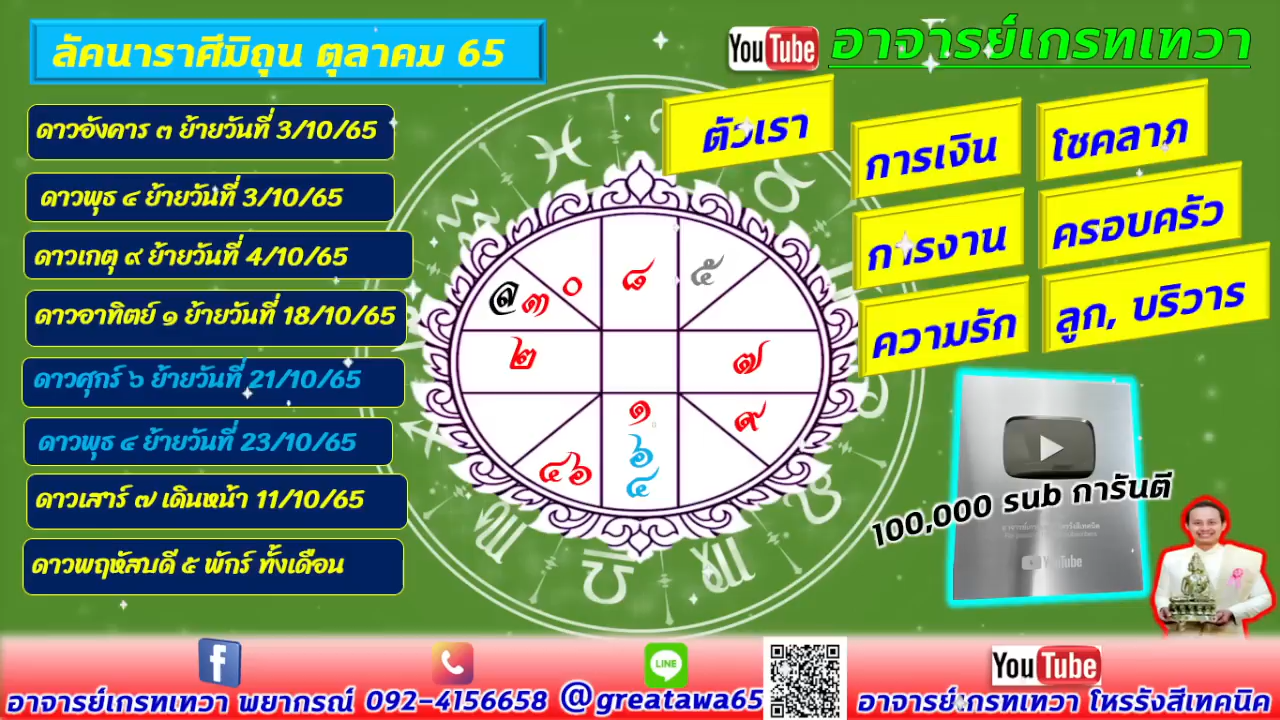 ลัคนาราศีมิถุน ตุลาคม 65
YouTube อาจารย์เกรทเทวา
ดาวอังคาร ๓ ย้ายวันที่ 3/10/65
ดาวพุธ ๔ ย้ายวันที่ 3/10/65
ดาวเกตุ ๙ ย้ายวันที่ 4/10/65
ดาวอาทิตย์ ๑ ย้ายวันที่ 18/10/65
ดาวศุกร์ ๖ ย้ายวันที่ 21/10/65
ดาวพุธ ๔ ย้ายวันที่ 23/10/65
ดาวเสาร์ ๗ เดินหน้า 11/10/65
ดาวพฤหัสบดี ๕ พักร์ ทั้งเดือน
ตัวเรา
การเงิน
โชคลาภ
การงาน
ครอบครัว
ความรัก
ลูก, บริวาร
ล ๓ ๐
๘
๕
๒
๗
๑
๙
๖
๔
๔๖
100,000 sub การันตี
YouTube
LINE
YouTube
อาจารย์เกรทเทวา พยากรณ์
092-4156658
@greatawa65
อาจารย์เกรทเทวา โหรรังสีเทคนิค